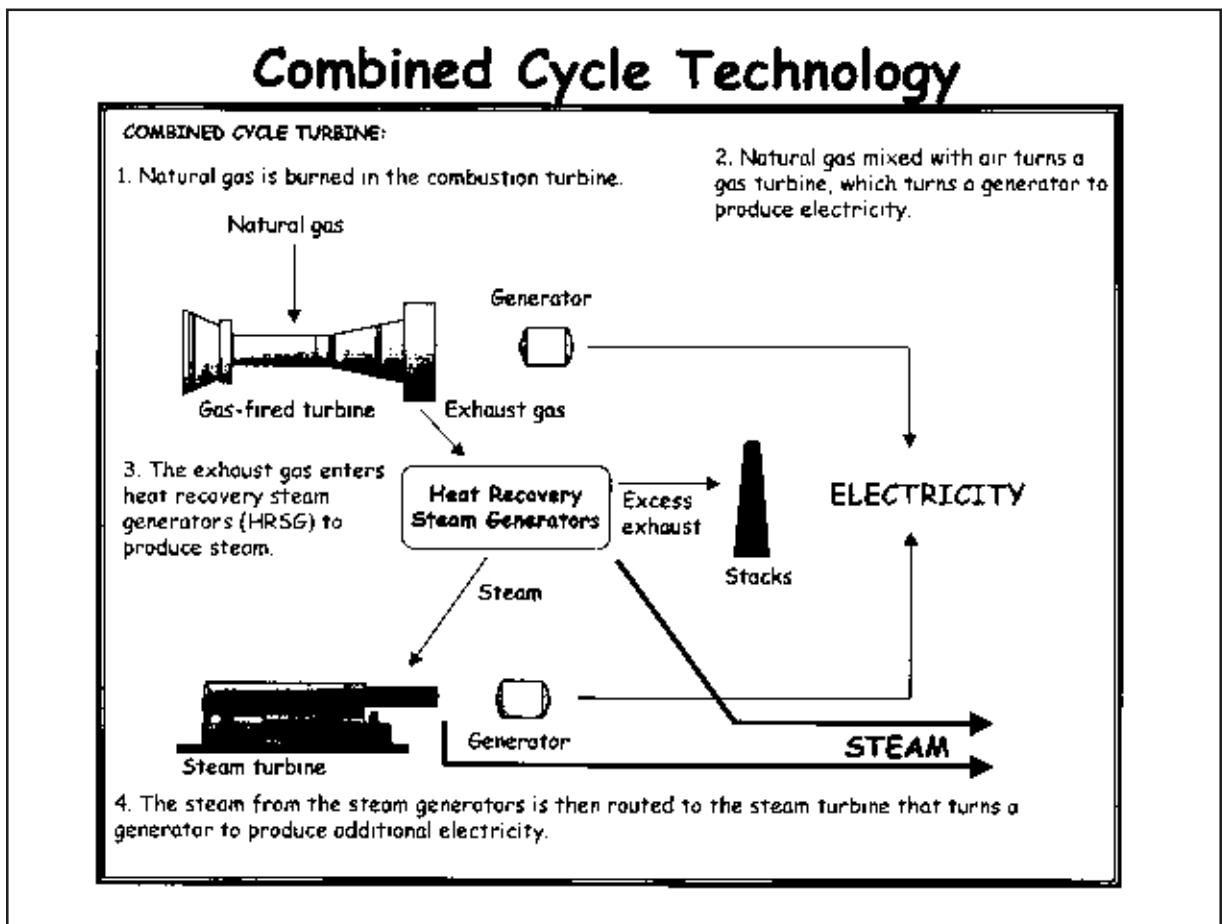 Combined Cycle Technology
COMBINED CYCLE TURBINE:
1. Natural gas is burned in the combustion turbine.
2. Natural gas mixed with air turns a
gas turbine, which turns a generator to
produce electricity.
Natural gas
Generator
Gas-fired turbine
Exhaust gas
3. The exhaust gas enters
heat recovery steam
generators (HRSG) to
produce steam.
Heat Recovery
Steam Generators
Excess
exhaust
Stacks
ELECTRICITY
Steam
Steam turbine
Generator
STEAM
4. The steam from the steam generators is then routed to the steam turbine that turns a
generator to produce additional electricity.